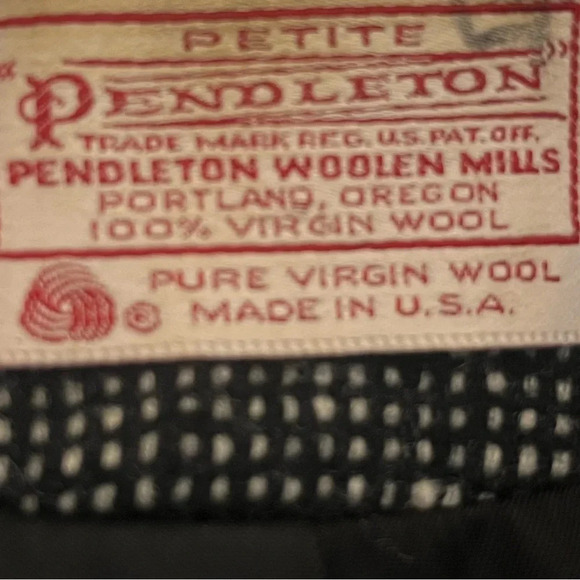 PETITE
"PENDLETON"
TRADE MARK REG. U.S. PAT. OFF.
PENDLETON WOOLEN MILLS
PORTLAND, OREGON
100% VIRGIN WOOL
PURE VIRGIN WOOL
® MADE IN U.S.A.